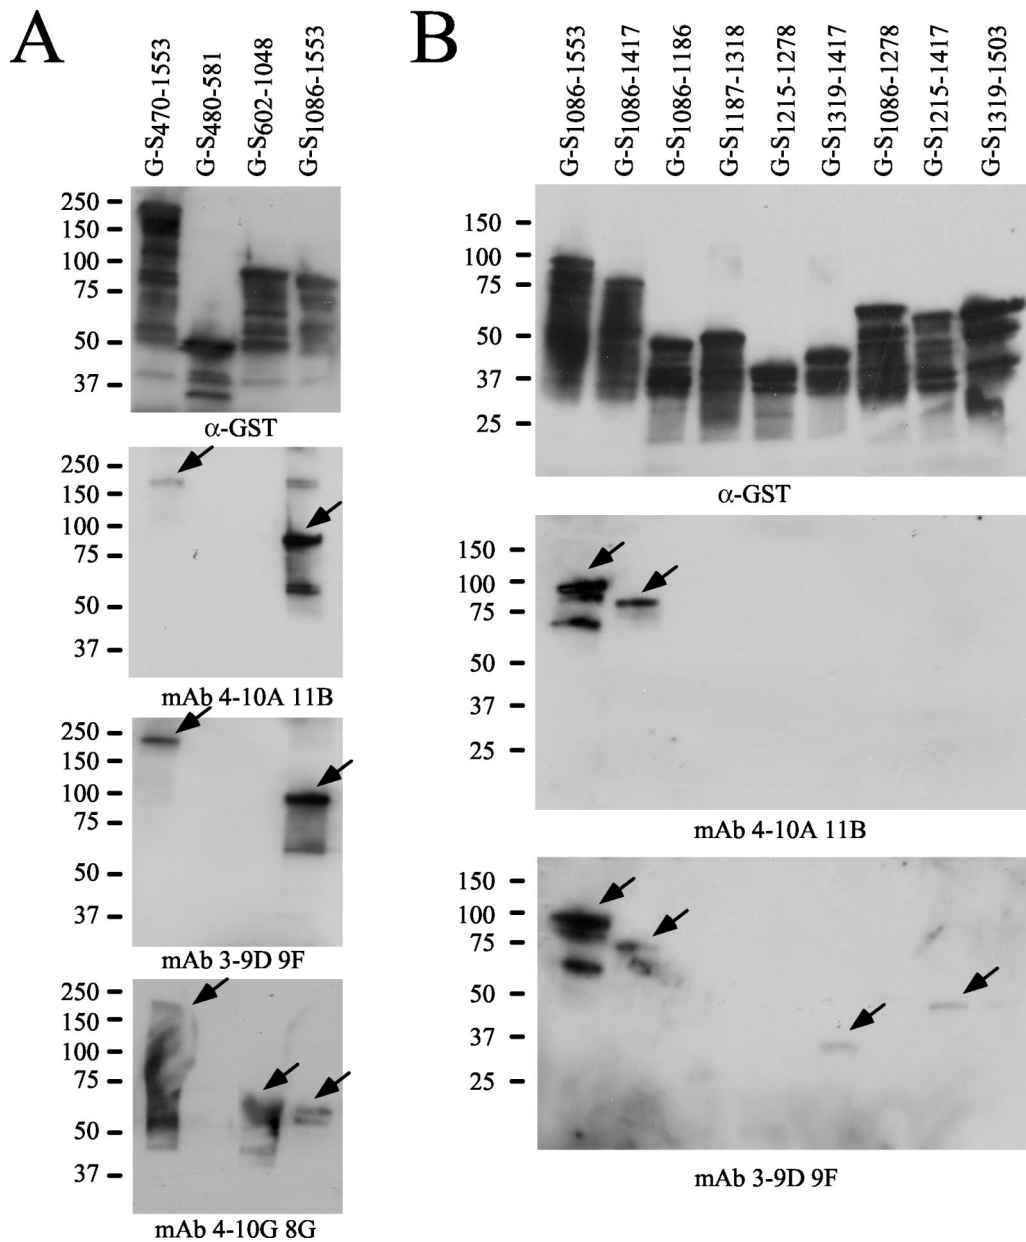 A
G-S470-1553
G-S480-581
G-S602-1048
G-S1086-1553
250
150
100
75
50
37
α-GST
250
150
100
75
50
37
mAb 4-10A 11B
250
150
100
75
50
37
mAb 3-9D 9F
250
150
100
75
50
37
mAb 4-10G 8G
B
G-S1086-1553
G-S1086-1417
G-S1086-1186
G-S1187-1318
G-S1215-1278
G-S1319-1417
G-S1086-1278
G-S1215-1417
G-S1319-1503
150
100
75
50
37
25
α-GST
150
100
75
50
37
25
mAb 4-10A 11B
150
100
75
50
37
25
mAb 3-9D 9F